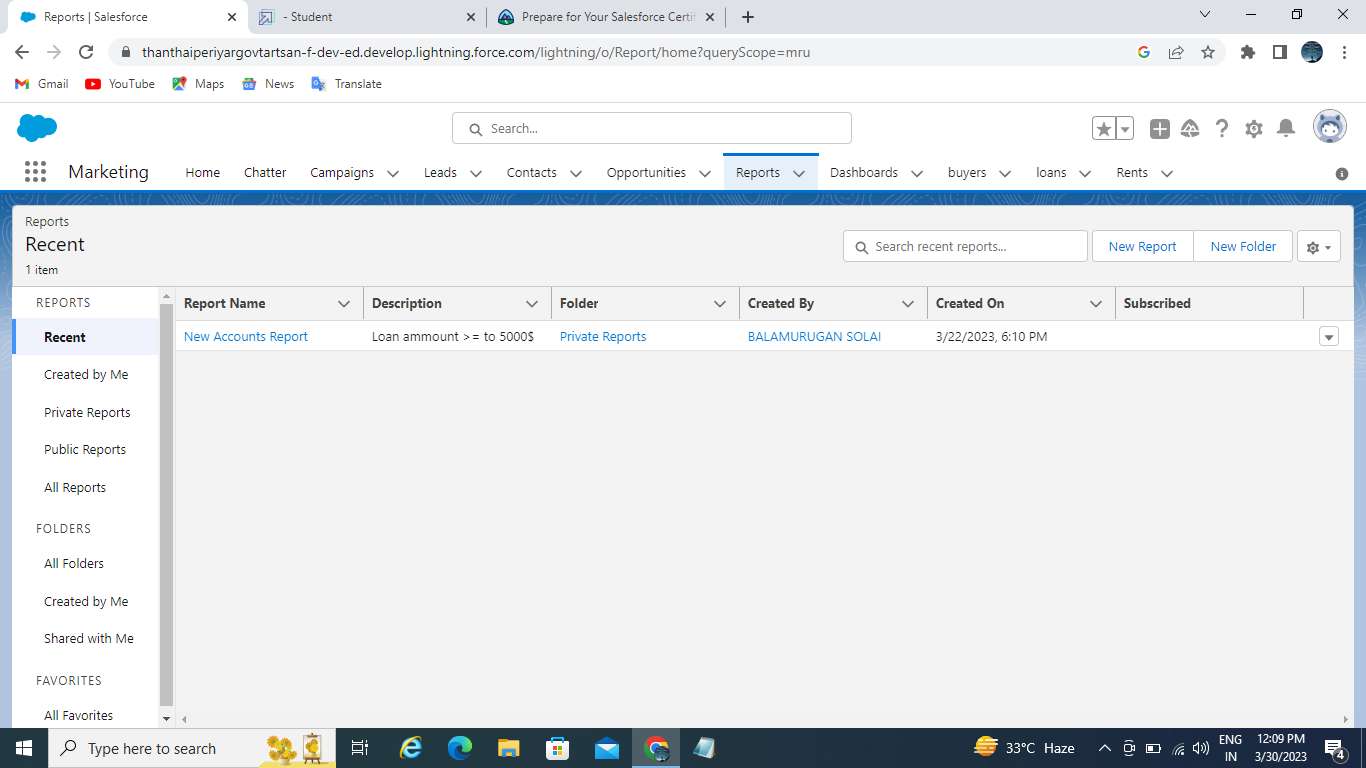 Reports | Salesforce
- Student
Prepare for Your Salesforce Certif
thanthaiperiyargovtartsan-f-dev-ed.develop.lightning.force.com/lightning/o/Report/home?queryScope=mru
Gmail YouTube Maps News Translate
Search...
Marketing Home Chatter Campaigns Leads Contacts Opportunities Reports Dashboards buyers loans Rents
Reports
Recent
1 item
Search recent reports...
New Report New Folder
REPORTS
Recent
Created by Me
Private Reports
Public Reports
All Reports
FOLDERS
All Folders
Created by Me
Shared with Me
FAVORITES
All Favorites
Report Name Description Folder Created By Created On Subscribed
New Accounts Report Loan ammount >= to 5000$ Private Reports BALAMURUGAN SOLAI 3/22/2023, 6:10 PM
Type here to search
33°C Haze
ENG
IN
12:09 PM
3/30/2023
4